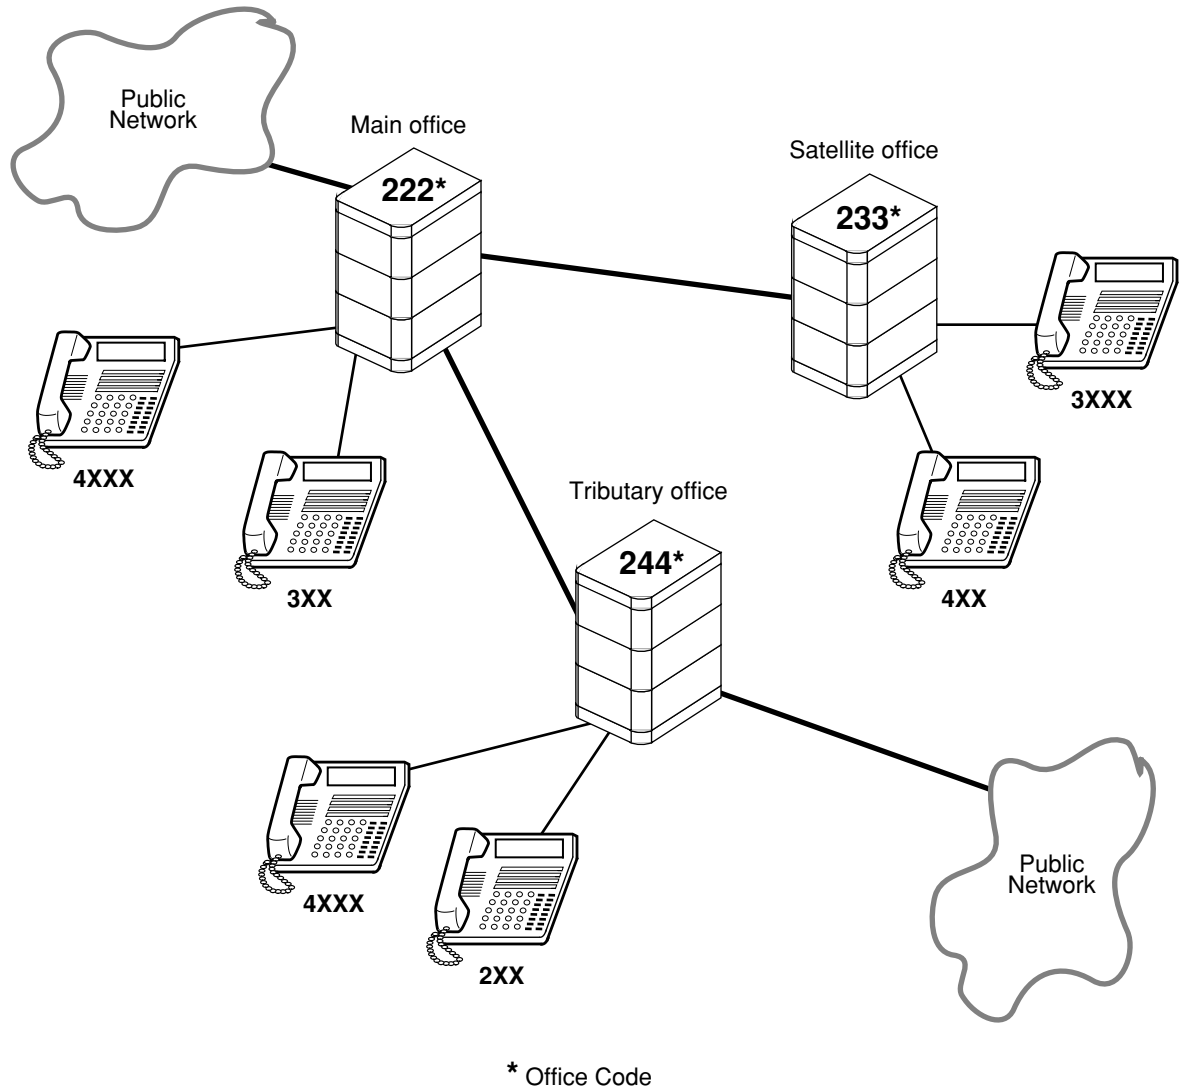 Public
Network
Main office
222*
Satellite office
233*
3XXX
4XXX
3XX
4XX
Tributary office
244*
4XXX
2XX
Public
Network
* Office Code